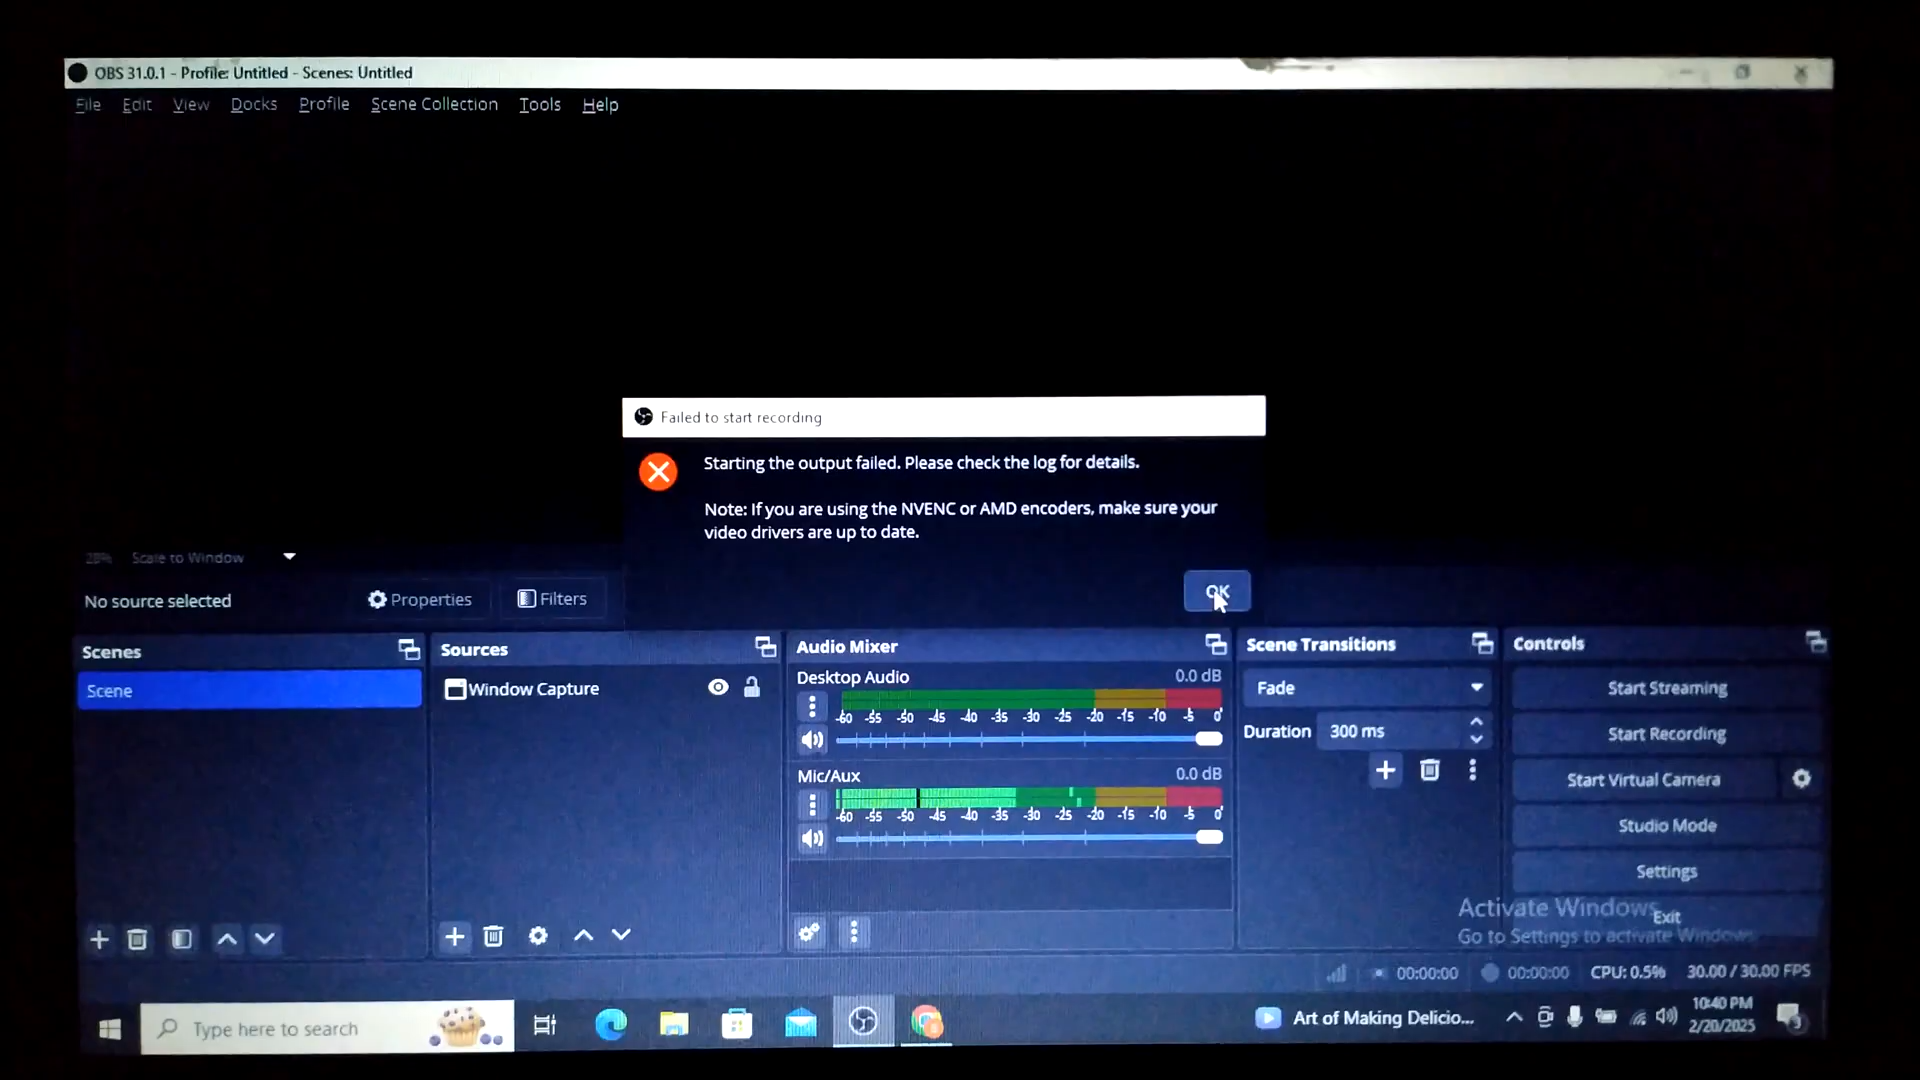 OBS 31.0.1 - Profile: Untitled - Scenes: Untitled
File Edit View Docks Profile Scene Collection Tools Help
Failed to start recording
Starting the output failed. Please check the log for details.
Note: If you are using the NVENC or AMD encoders, make sure your
video drivers are up to date.
OK
28% Scale to Window
No source selected Properties Filters
Scenes
Scene
Sources
Window Capture
Audio Mixer
Desktop Audio 0.0 dB
-60 -55 -50 -45 -40 -35 -30 -25 -20 -15 -10 -5 0
Mic/Aux 0.0 dB
-60 -55 -50 -45 -40 -35 -30 -25 -20 -15 -10 -5 0
Scene Transitions
Fade
Duration 300 ms
Controls
Start Streaming
Start Recording
Start Virtual Camera
Studio Mode
Settings
Exit
Activate Windows
Go to Settings to activate Windows.
00:00:00 00:00:00 CPU: 0.5% 30.00 / 30.00 FPS
Type here to search
Art of Making Delicio...
10:40 PM
2/20/2025
3